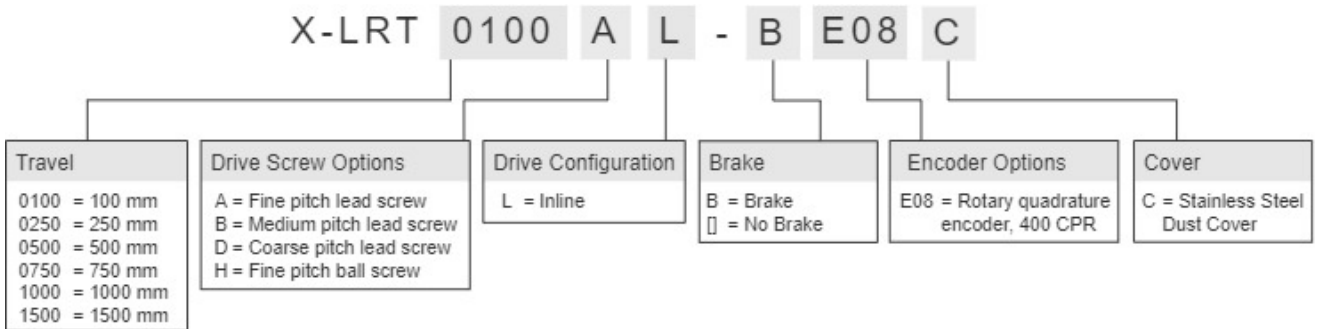 X-LRT 0100 A L - B E08 C
Travel
0100 = 100 mm
0250 = 250 mm
0500 = 500 mm
0750 = 750 mm
1000 = 1000 mm
1500 = 1500 mm
Drive Screw Options
A = Fine pitch lead screw
B = Medium pitch lead screw
D = Coarse pitch lead screw
H = Fine pitch ball screw
Drive Configuration
L = Inline
Brake
B = Brake
[] = No Brake
Encoder Options
E08 = Rotary quadrature
encoder, 400 CPR
Cover
C = Stainless Steel
Dust Cover